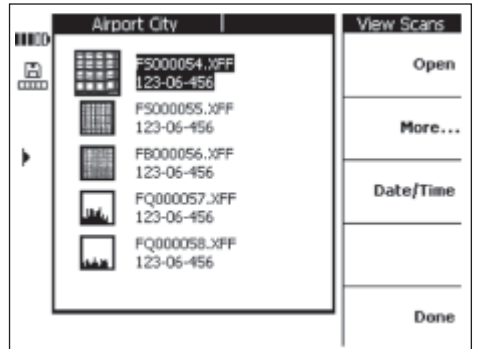 Airport City
View Scans
FS000054.XFF
123-06-456
FS000055.XFF
123-06-456
FB000056.XFF
123-06-456
FQ000057.XFF
123-06-456
FQ000058.XFF
123-06-456
Open
More...
Date/Time
Done